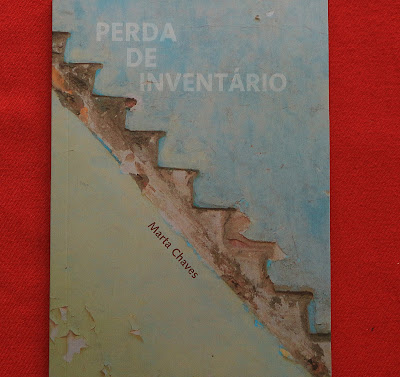 PERDA
DE
INVENTÁRIO
Marta Chaves